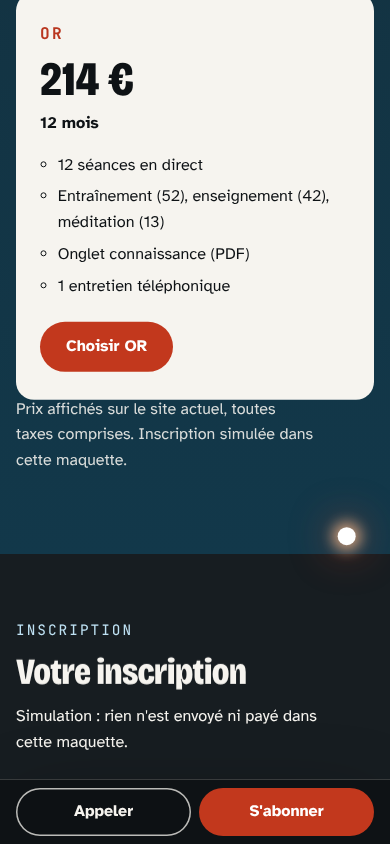 OR
214 €
12 mois
12 séances en direct
Entraînement (52), enseignement (42),
méditation (13)
Onglet connaissance (PDF)
1 entretien téléphonique
Choisir OR
Prix affichés sur le site actuel, toutes
taxes comprises. Inscription simulée dans
cette maquette.
INSCRIPTION
Votre inscription
Simulation : rien n'est envoyé ni payé dans
cette maquette.
Appeler
S'abonner